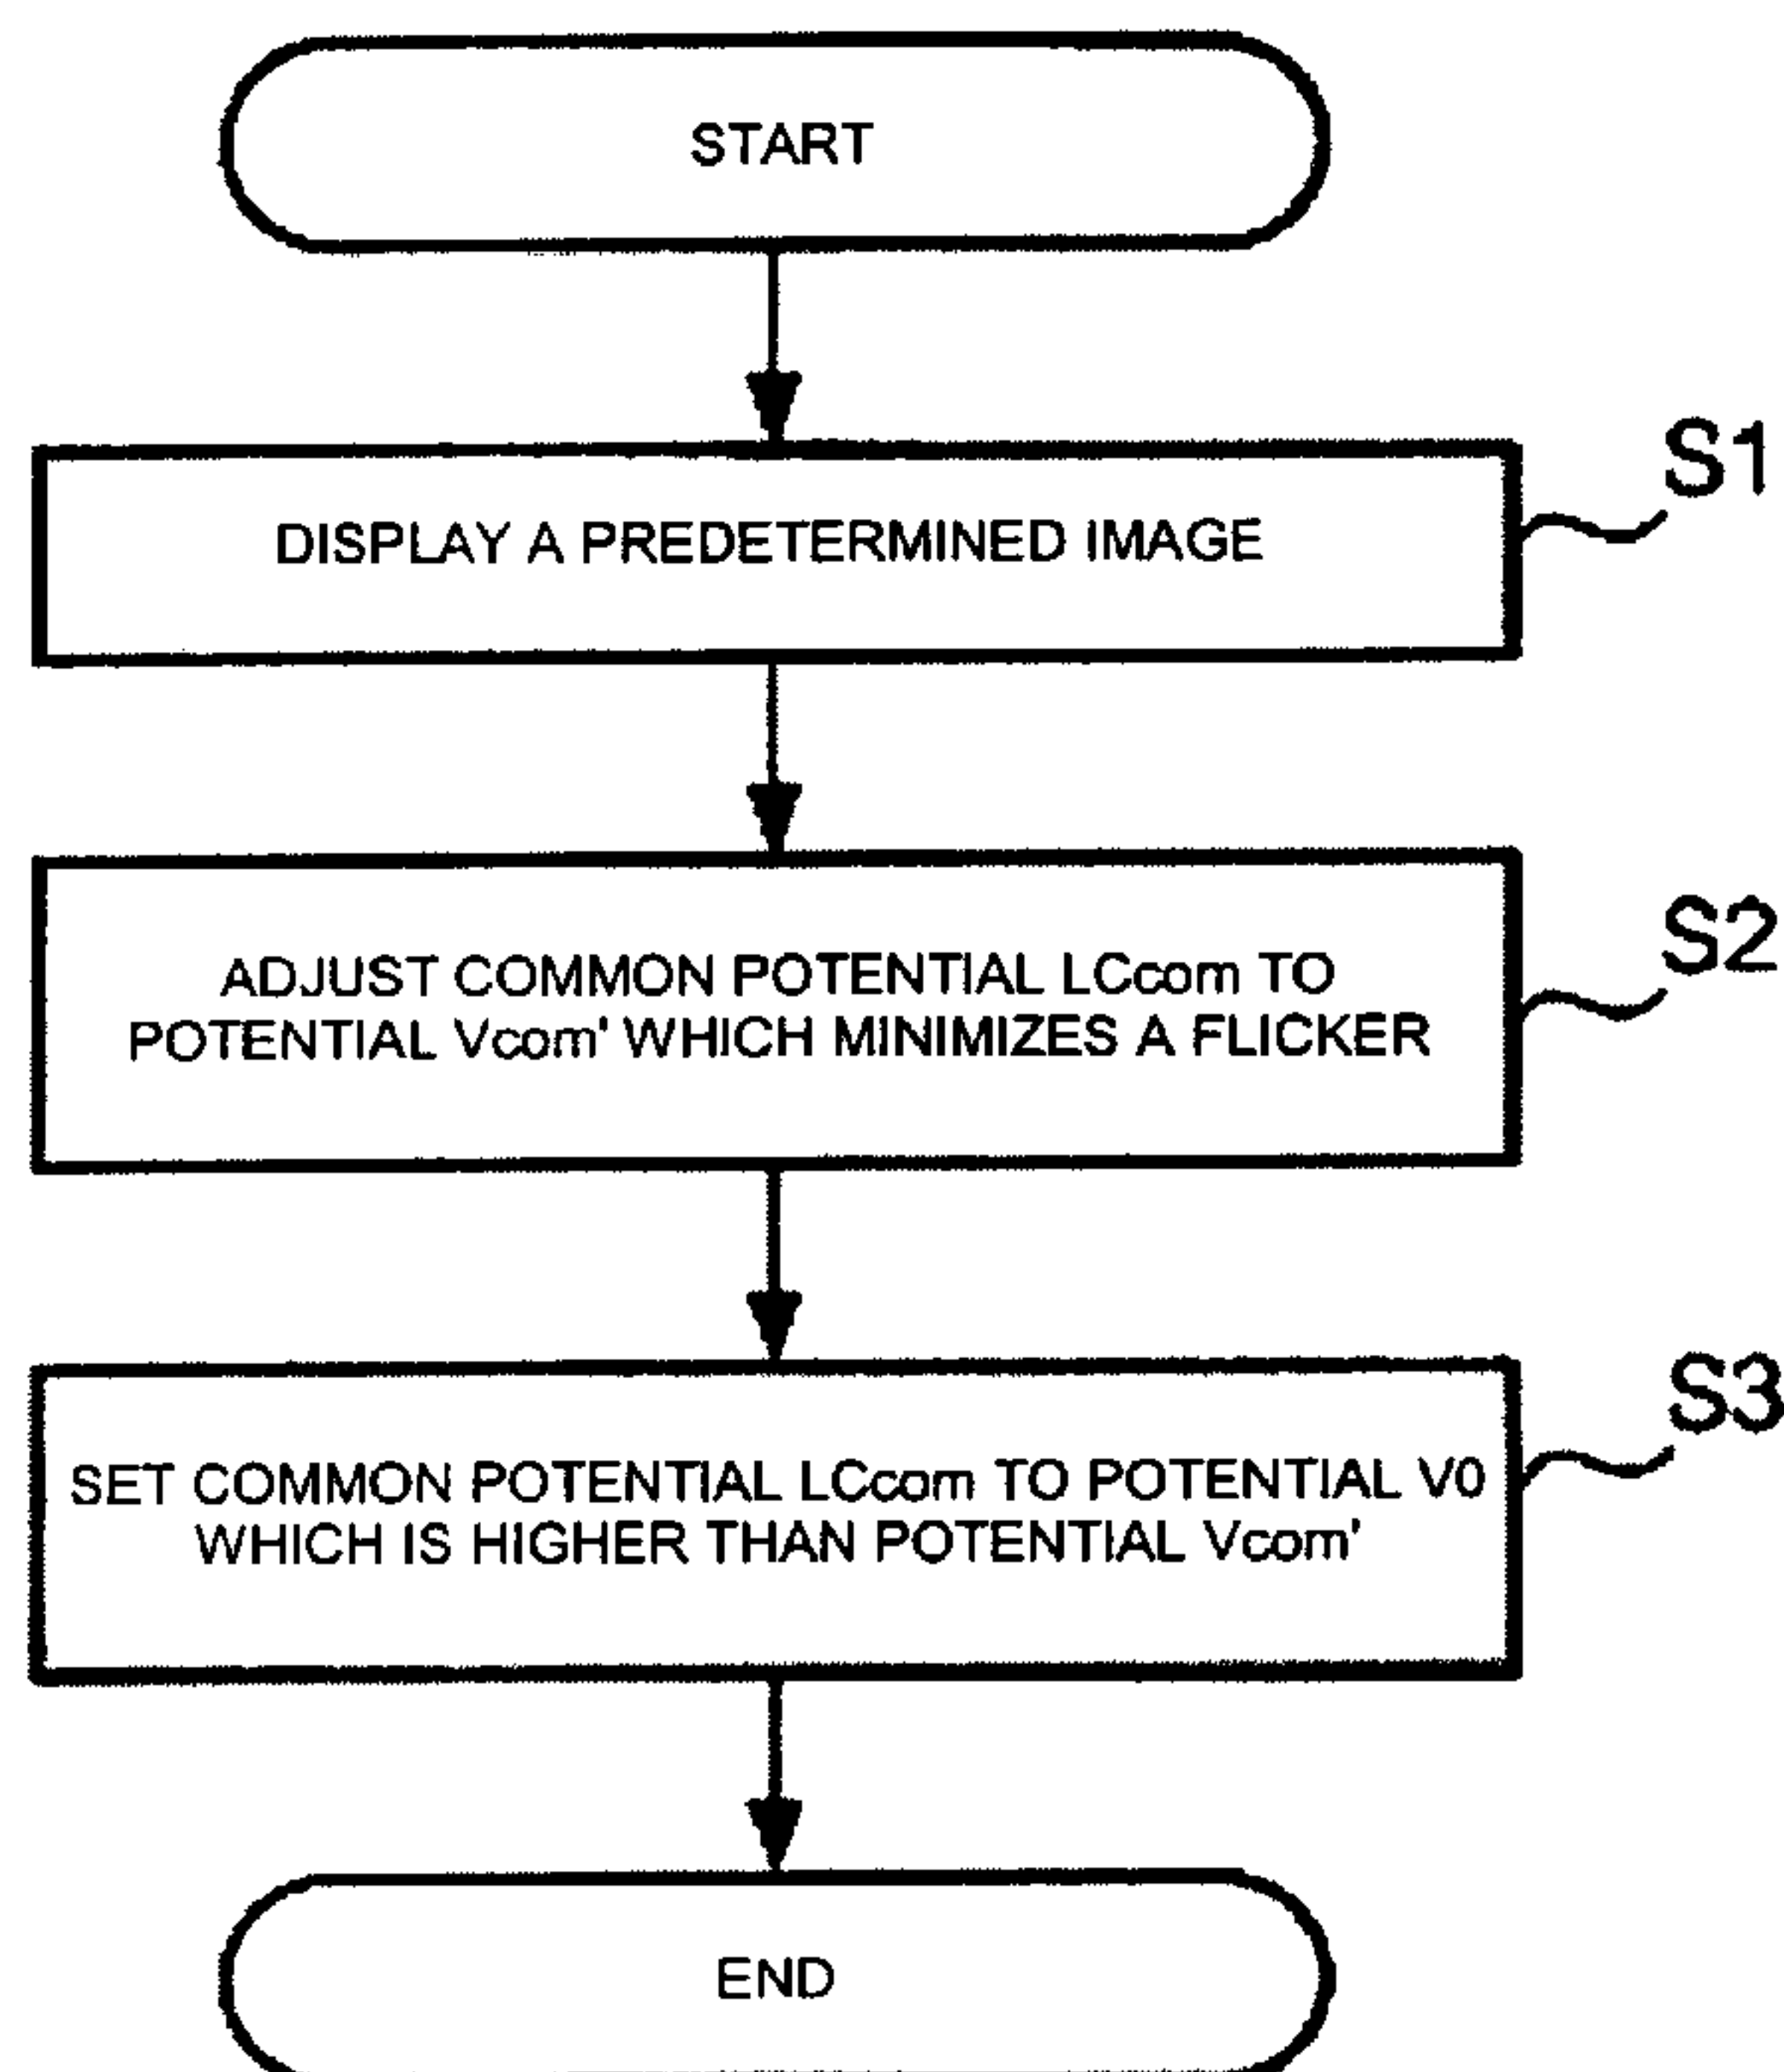 START
S1
DISPLAY A PREDETERMINED IMAGE
S2
ADJUST COMMON POTENTIAL LCcom TO
POTENTIAL Vcom' WHICH MINIMIZES A FLICKER
S3
SET COMMON POTENTIAL LCcom TO POTENTIAL V0
WHICH IS HIGHER THAN POTENTIAL Vcom'
END